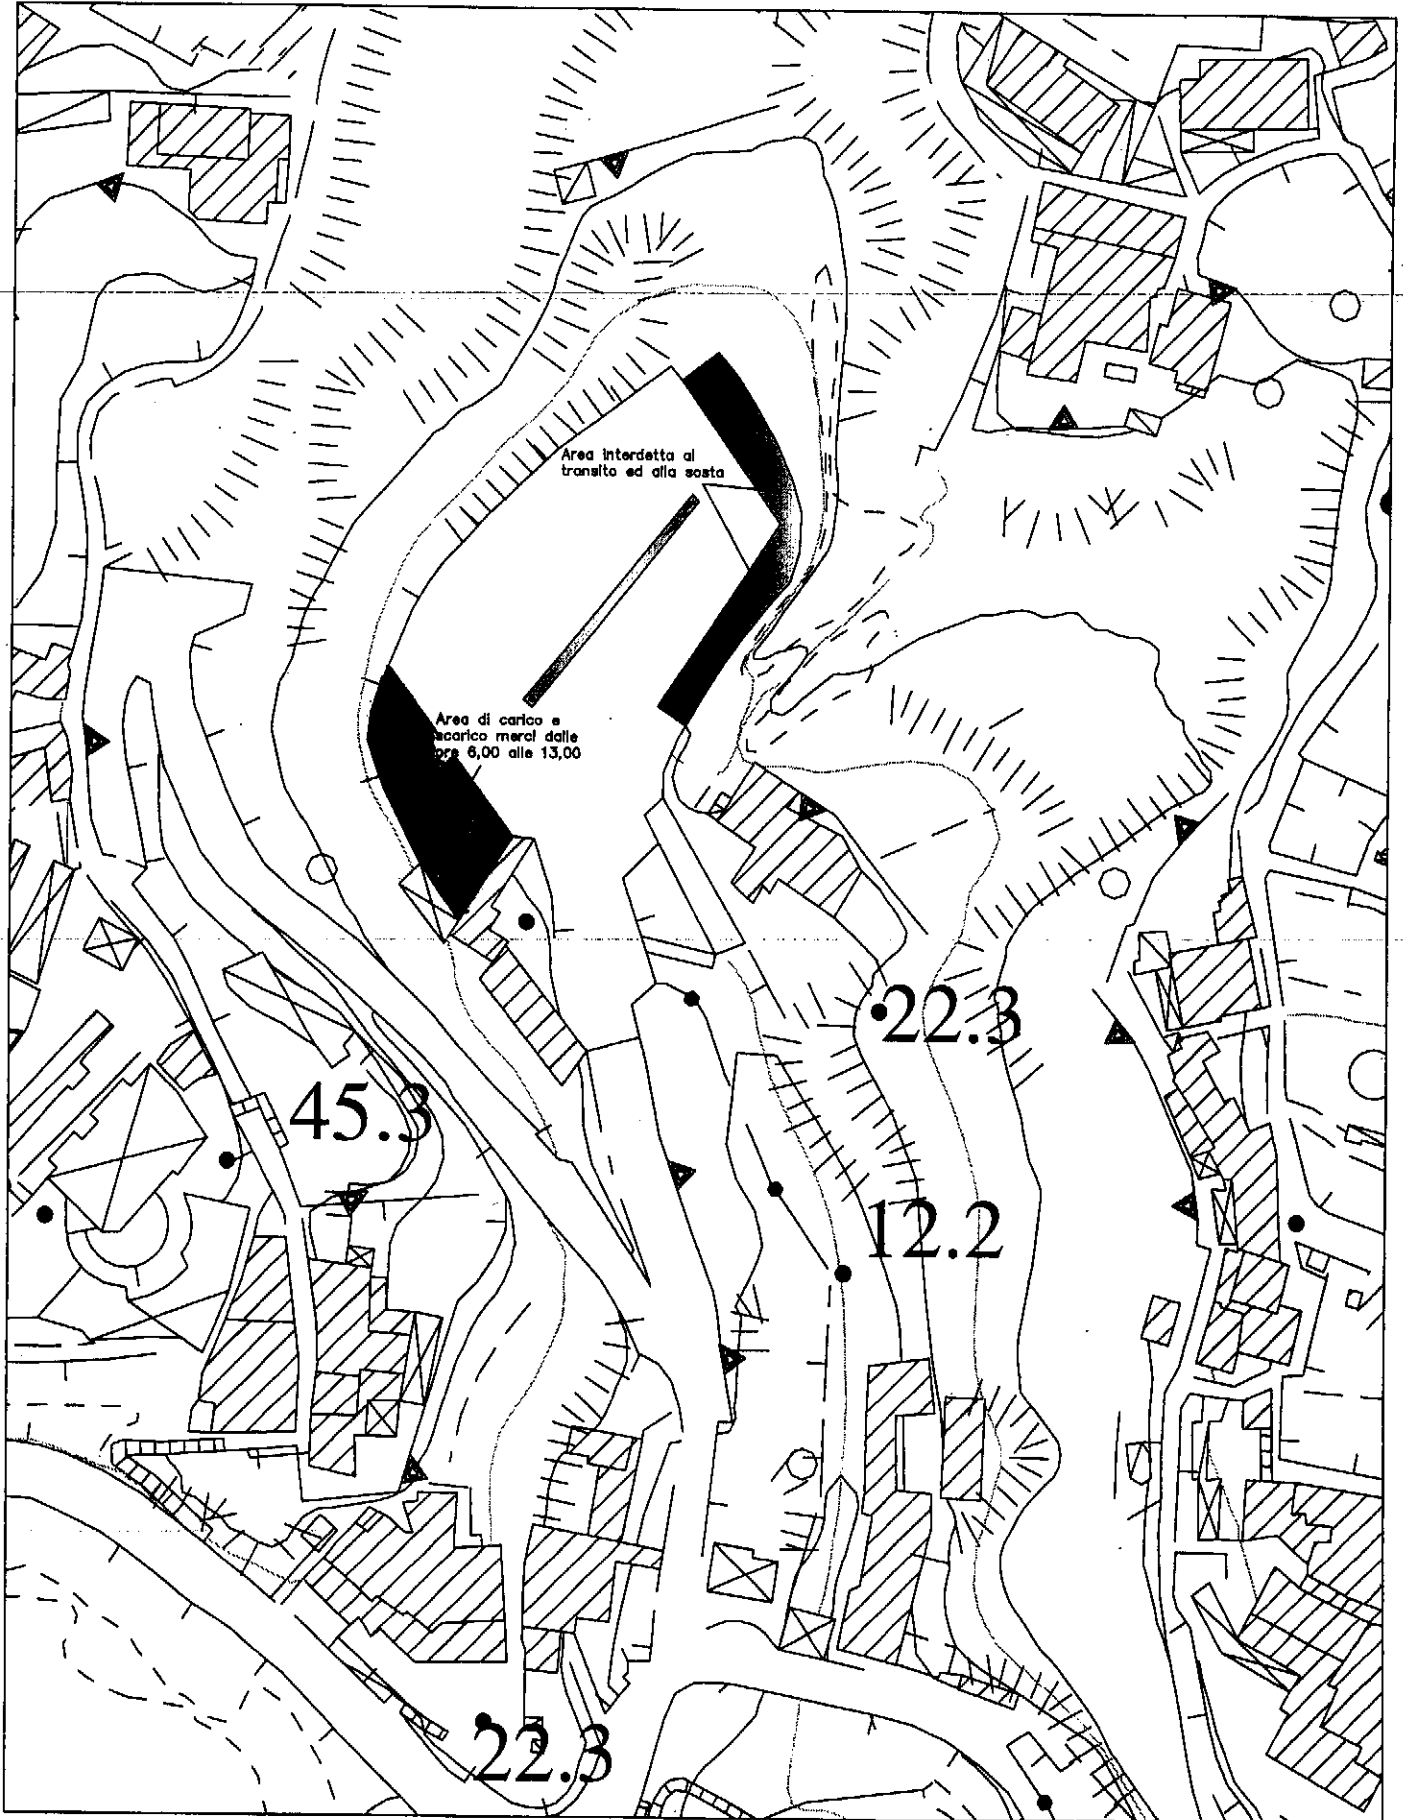 Area interdetta al
transito ed alla sosta
Area di carico e
scarico merci dalle
ore 6,00 alle 13,00
22.3
45.3
12.2
22.3